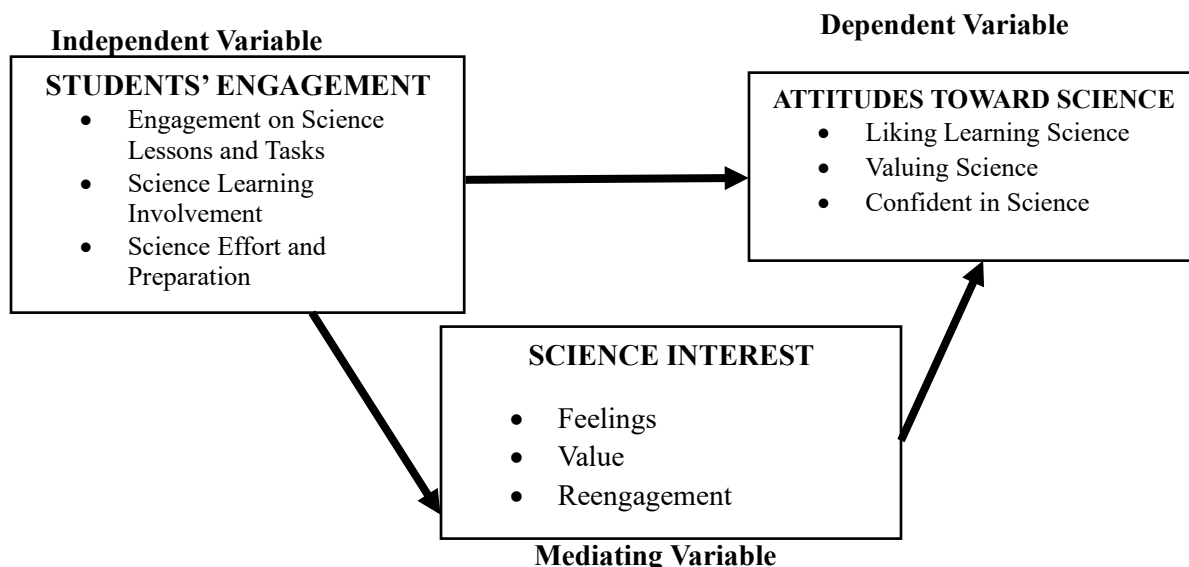 Independent Variable
STUDENTS’ ENGAGEMENT
• Engagement on Science
Lessons and Tasks
• Science Learning
Involvement
• Science Effort and
Preparation
Dependent Variable
ATTITUDES TOWARD SCIENCE
• Liking Learning Science
• Valuing Science
• Confident in Science
SCIENCE INTEREST
• Feelings
• Value
• Reengagement
Mediating Variable